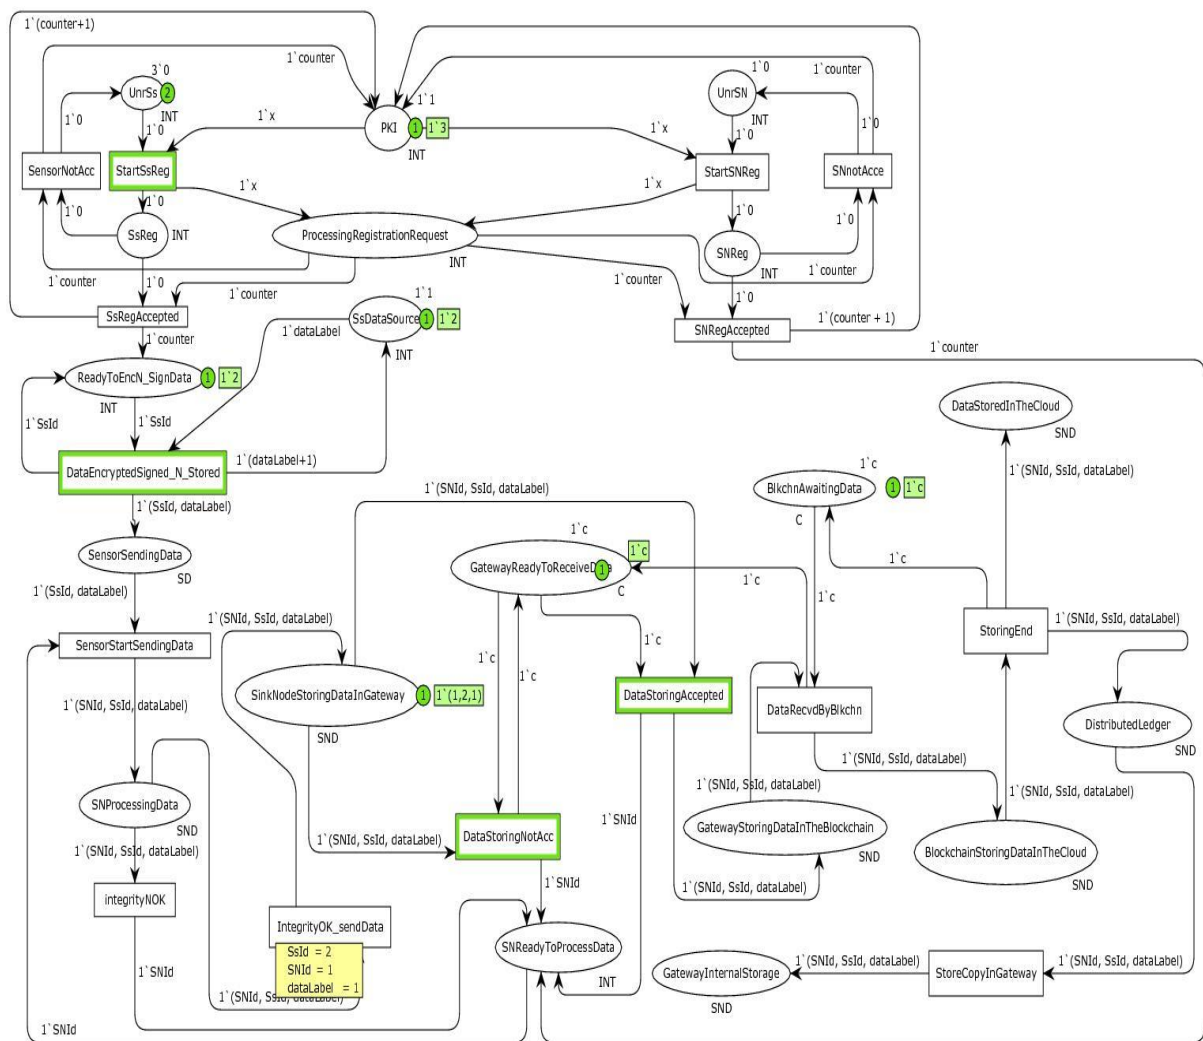 1`(counter+1)
1`counter
3`0
UnrSs
2
INT
1`0
1`0
1`x
1`1
PKI
1
1`3
INT
1`0
UnrSN
INT
1`counter
1`0
1`0
1`x
SensorNotAcc
StartSsReg
StartSNReg
SNnotAcce
1`0
1`0
1`x
1`x
1`0
1`0
SsReg
INT
ProcessingRegistrationRequest
INT
SNReg
INT
1`counter
1`0
1`counter
1`counter
1`0
1`counter
SsRegAccepted
1`counter
1`1
SsDataSource
1
1`2
INT
1`dataLabel
SNRegAccepted
1`(counter + 1)
1`counter
ReadyToEncN_SignData
1
1`2
INT
1`SsId
1`SsId
DataEncryptedSigned_N_Stored
1`(dataLabel+1)
1`(SsId, dataLabel)
DataStoredInTheCloud
SND
1`(SNId, SsId, dataLabel)
1`c
BlkchnAwaitingData
1
1`c
C
1`(SNId, SsId, dataLabel)
SensorSendingData
SD
1`(SsId, dataLabel)
1`c
GatewayReadyToReceiveData
1
1`c
C
1`c
1`c
1`c
1`(SNId, SsId, dataLabel)
SensorStartSendingData
1`(SNId, SsId, dataLabel)
1`c
1`c
1`c
StoringEnd
1`(SNId, SsId, dataLabel)
SinkNodeStoringDataInGateway
1
1`(1,2,1)
SND
DataStoringAccepted
DataRecvdByBlkchn
DistributedLedger
SND
1`(SNId, SsId, dataLabel)
1`(SNId, SsId, dataLabel)
1`(SNId, SsId, dataLabel)
SNProcessingData
SND
1`(SNId, SsId, dataLabel)
1`(SNId, SsId, dataLabel)
DataStoringNotAcc
1`SNId
GatewayStoringDataInTheBlockchain
SND
BlockchainStoringDataInTheCloud
SND
1`(SNId, SsId, dataLabel)
1`SNId
integrityNOK
IntegrityOK_sendData
SsId = 2
SNId = 1
dataLabel = 1
1`(SNId, SsId, dataLabel)
1`SNId
SNReadyToProcessData
INT
GatewayInternalStorage
SND
1`(SNId, SsId, dataLabel)
StoreCopyInGateway
1`(SNId, SsId, dataLabel)
1`SNId